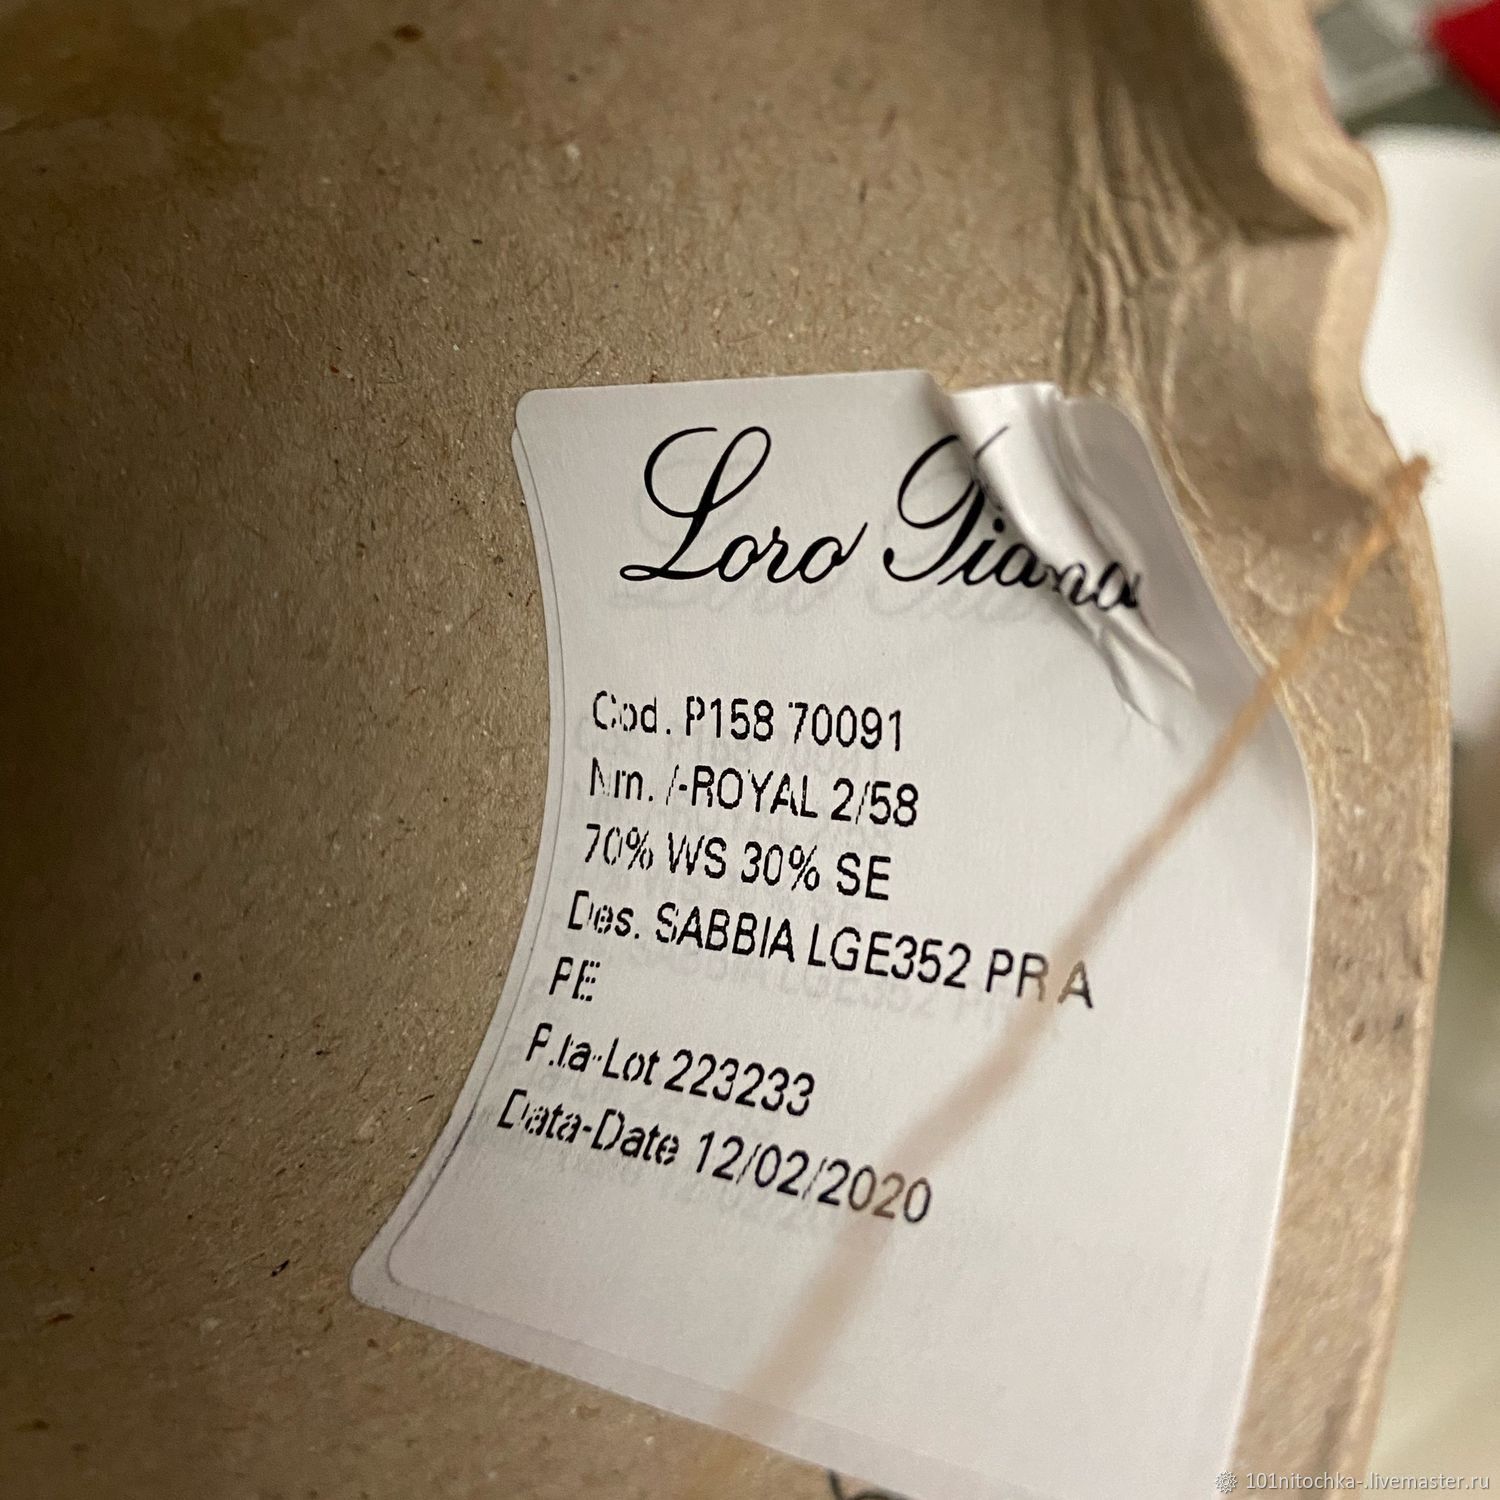 Loro Piana
Cod. P158 70091
Nm. /-ROYAL 2/58
70% WS 30% SE
Des. SABBIA LGE352 PR A
PE
P.ta-Lot 223233
Data-Date 12/02/2020
101nitochka-.livemaster.ru